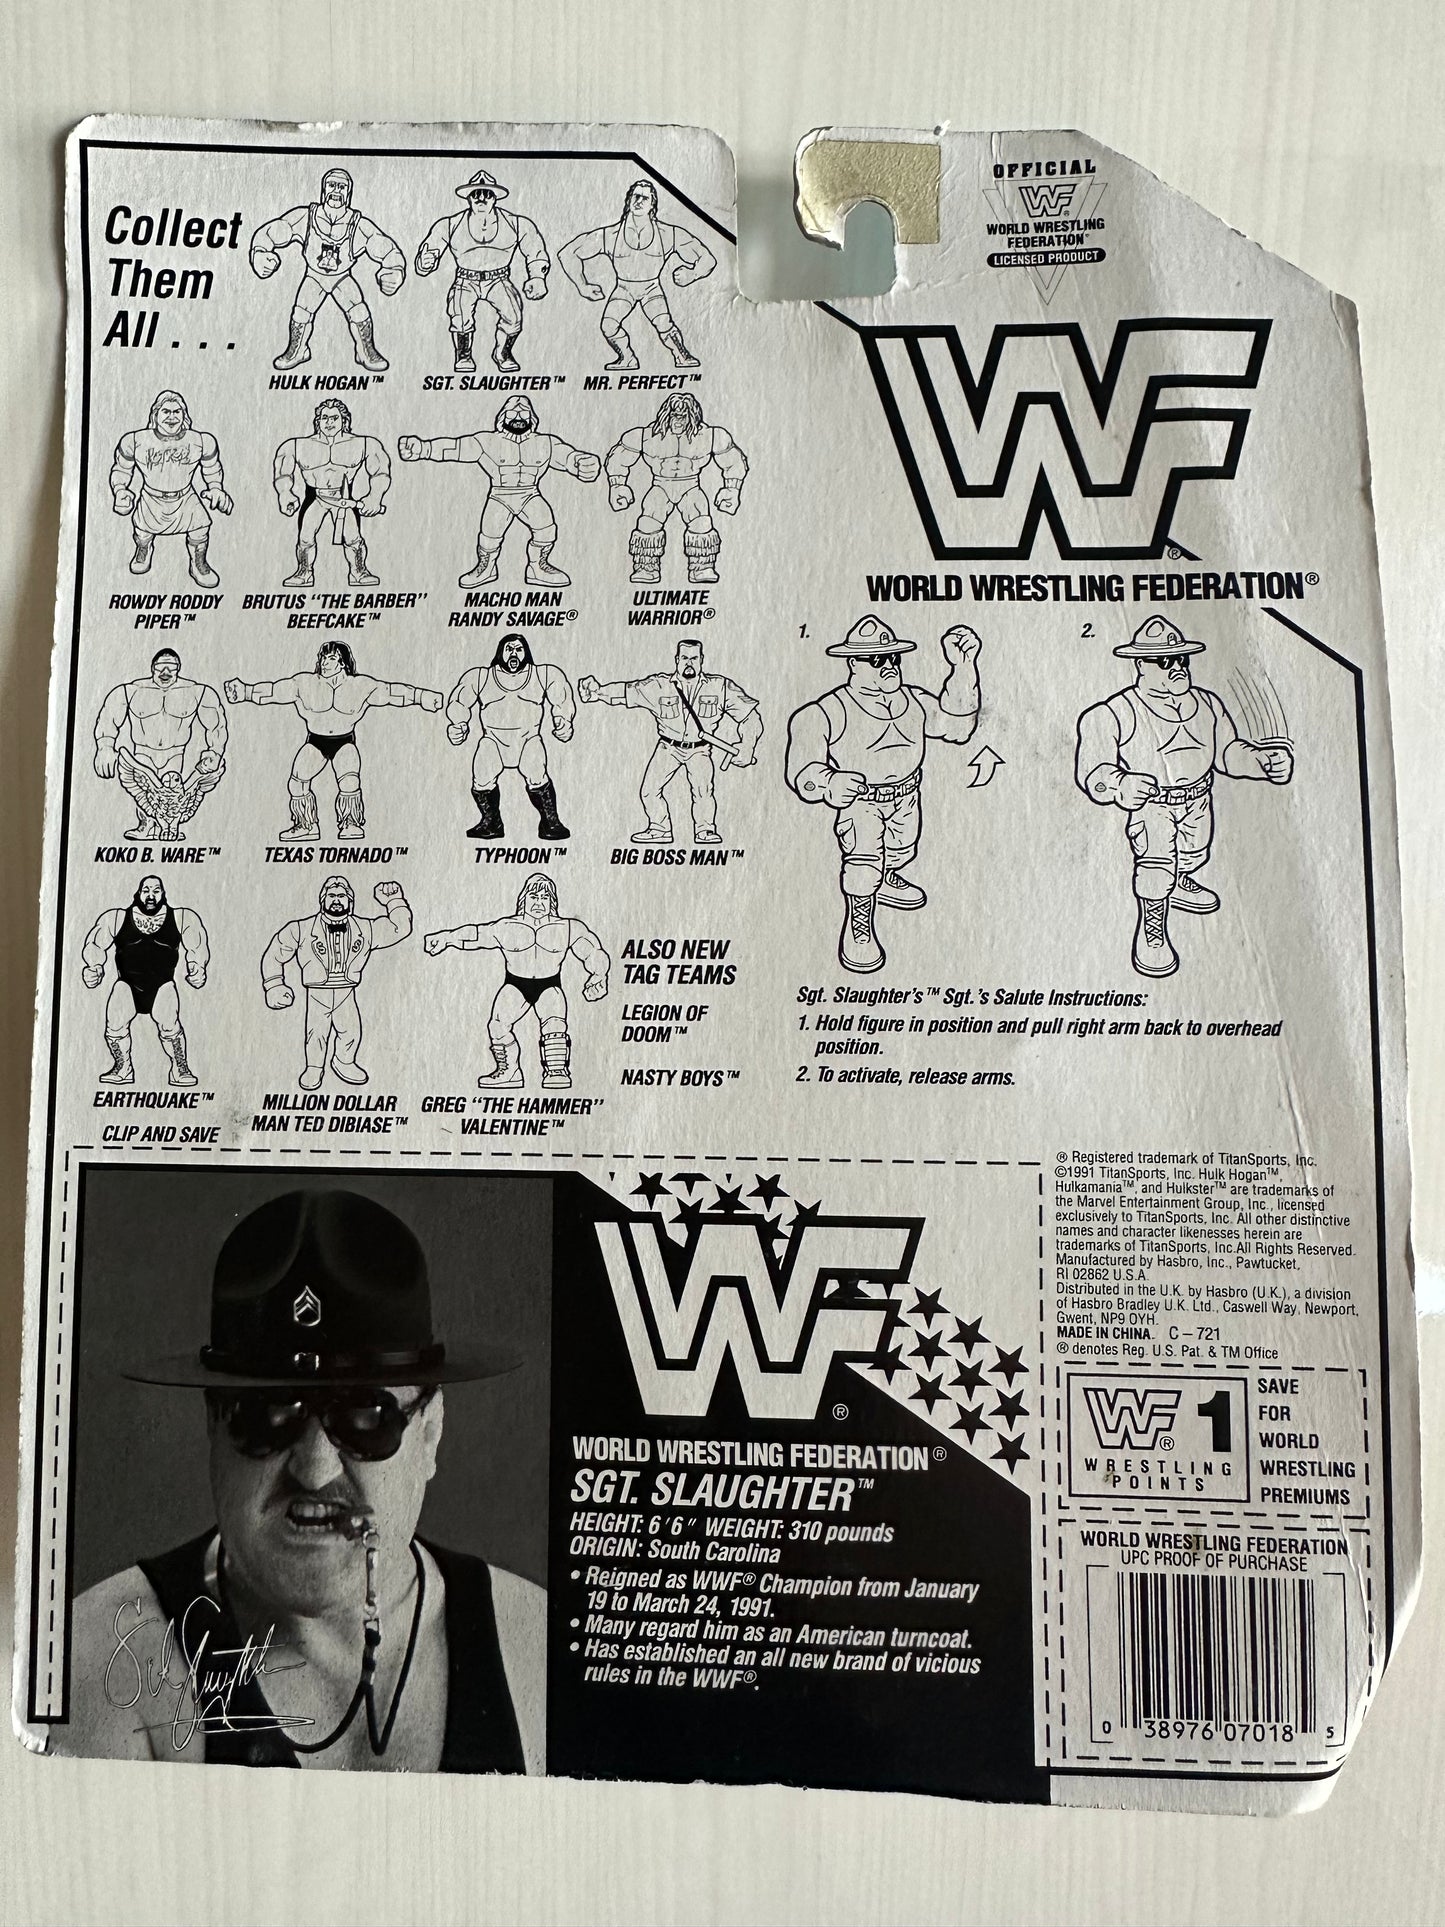 Collect
Them
All . . .
HULK HOGAN™
SGT. SLAUGHTER™
MR. PERFECT™
ROWDY RODDY
PIPER™
BRUTUS "THE BARBER"
BEEFCAKE™
MACHO MAN
RANDY SAVAGE®
ULTIMATE
WARRIOR®
KOKO B. WARE™
TEXAS TORNADO™
TYPHOON™
BIG BOSS MAN™
EARTHQUAKE™
MILLION DOLLAR
MAN TED DIBIASE™
GREG "THE HAMMER"
VALENTINE™
ALSO NEW
TAG TEAMS
LEGION OF
DOOM™
NASTY BOYS™
CLIP AND SAVE
OFFICIAL
WF®
WORLD WRESTLING
FEDERATION®
LICENSED PRODUCT
WF®
WORLD WRESTLING FEDERATION®
1.
2.
Sgt. Slaughter's™ Sgt.'s Salute Instructions:
1. Hold figure in position and pull right arm back to overhead
position.
2. To activate, release arms.
WF®
WORLD WRESTLING FEDERATION®
SGT. SLAUGHTER™
HEIGHT: 6'6" WEIGHT: 310 pounds
ORIGIN: South Carolina
• Reigned as WWF® Champion from January
19 to March 24, 1991.
• Many regard him as an American turncoat.
• Has established an all new brand of vicious
rules in the WWF®.
® Registered trademark of TitanSports, Inc.
©1991 TitanSports, Inc. Hulk Hogan™,
Hulkamania™, and Hulkster™ are trademarks of
the Marvel Entertainment Group, Inc., licensed
exclusively to TitanSports, Inc. All other distinctive
names and character likenesses herein are
trademarks of TitanSports, Inc.All Rights Reserved.
Manufactured by Hasbro, Inc., Pawtucket,
RI 02862 U.S.A.
Distributed in the U.K. by Hasbro (U.K.), a division
of Hasbro Bradley U.K. Ltd., Caswell Way, Newport,
Gwent, NP9 OYH.
MADE IN CHINA. C–721
® denotes Reg. U.S. Pat. & TM Office
WF® 1
WRESTLING
POINTS
SAVE
FOR
WORLD
WRESTLING
PREMIUMS
WORLD WRESTLING FEDERATION
UPC PROOF OF PURCHASE
0 38976 07018 5